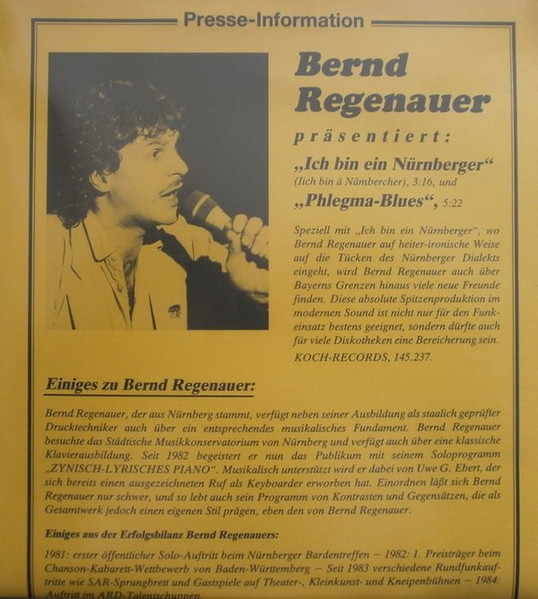 Presse-Information
Bernd
Regenauer
präsentiert:
„Ich bin ein Nürnberger“
(Iich bin ä Nämbercher), 3:16, und
„Phlegma-Blues“, 5:22
Speziell mit „Ich bin ein Nürnberger“, wo
Bernd Regenauer auf heiter-ironische Weise
auf die Tücken des Nürnberger Dialekts
eingeht, wird Bernd Regenauer auch über
Bayerns Grenzen hinaus viele neue Freunde
finden. Diese absolute Spitzenproduktion im
modernen Sound ist nicht nur für den Funk-
einsatz bestens geeignet, sondern dürfte auch
für viele Diskotheken eine Bereicherung sein.
KOCH-RECORDS, 145.237.
Einiges zu Bernd Regenauer:
Bernd Regenauer, der aus Nürnberg stammt, verfügt neben seiner Ausbildung als staalich geprüfter
Drucktechniker auch über ein entsprechendes musikalisches Fundament. Bernd Regenauer
besuchte das Städtische Musikkonservatorium von Nürnberg und verfügt auch über eine klassische
Klavierausbildung. Seit 1982 begeistert er nun das Publikum mit seinem Soloprogramm
„ZYNISCH-LYRISCHES PIANO“. Musikalisch unterstützt wird er dabei von Uwe G. Ebert, der
sich bereits einen ausgezeichneten Ruf als Keyboarder erworben hat. Einordnen läßt sich Bernd
Regenauer nur schwer, und so lebt auch sein Programm von Kontrasten und Gegensätzen, die als
Gesamtwerk jedoch einen eigenen Stil prägen, eben den von Bernd Regenauer.
Einiges aus der Erfolgsbilanz Bernd Regenauers:
1981: erster öffentlicher Solo-Auftritt beim Nürnberger Bardentreffen – 1982: 1. Preisträger beim
Chanson-Kabarett-Wettbewerb von Baden-Württemberg – Seit 1983 verschiedene Rundfunkauf-
tritte wie SAR-Sprungbrett und Gastspiele auf Theater-, Kleinkunst- und Kneipenbühnen – 1984:
Auftritt im ARD-Talentschuppen.